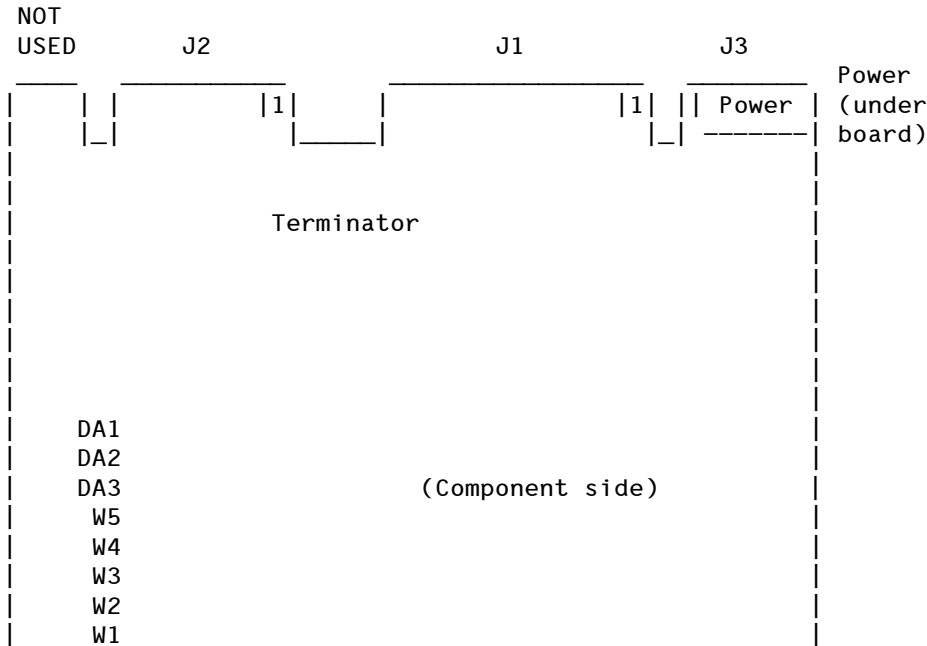 NOT
USED J2 J1 J3
Power
1 1 Power (under
board)
Terminator
DA1
DA2
DA3 (Component side)
W5
W4
W3
W2
W1